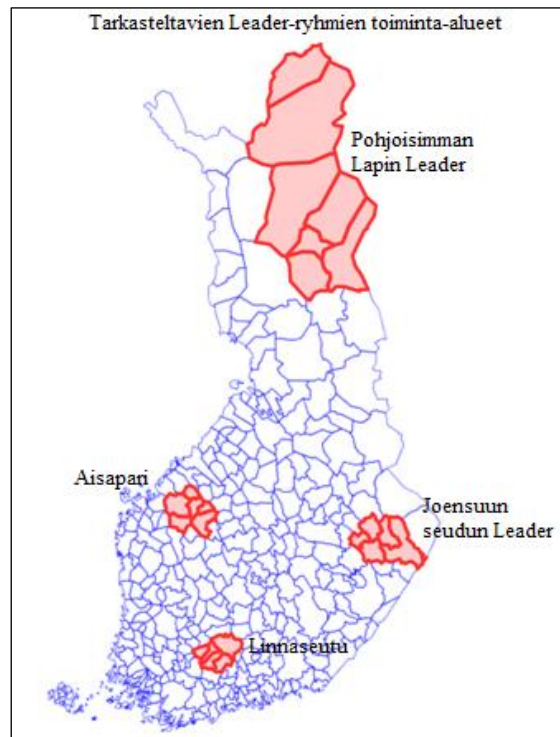 Tarkasteltavien Leader-ryhmien toiminta-alueet
Pohjoisimman
Lapin Leader
Aisapari
Joensuun
seudun Leader
Linnaseutu